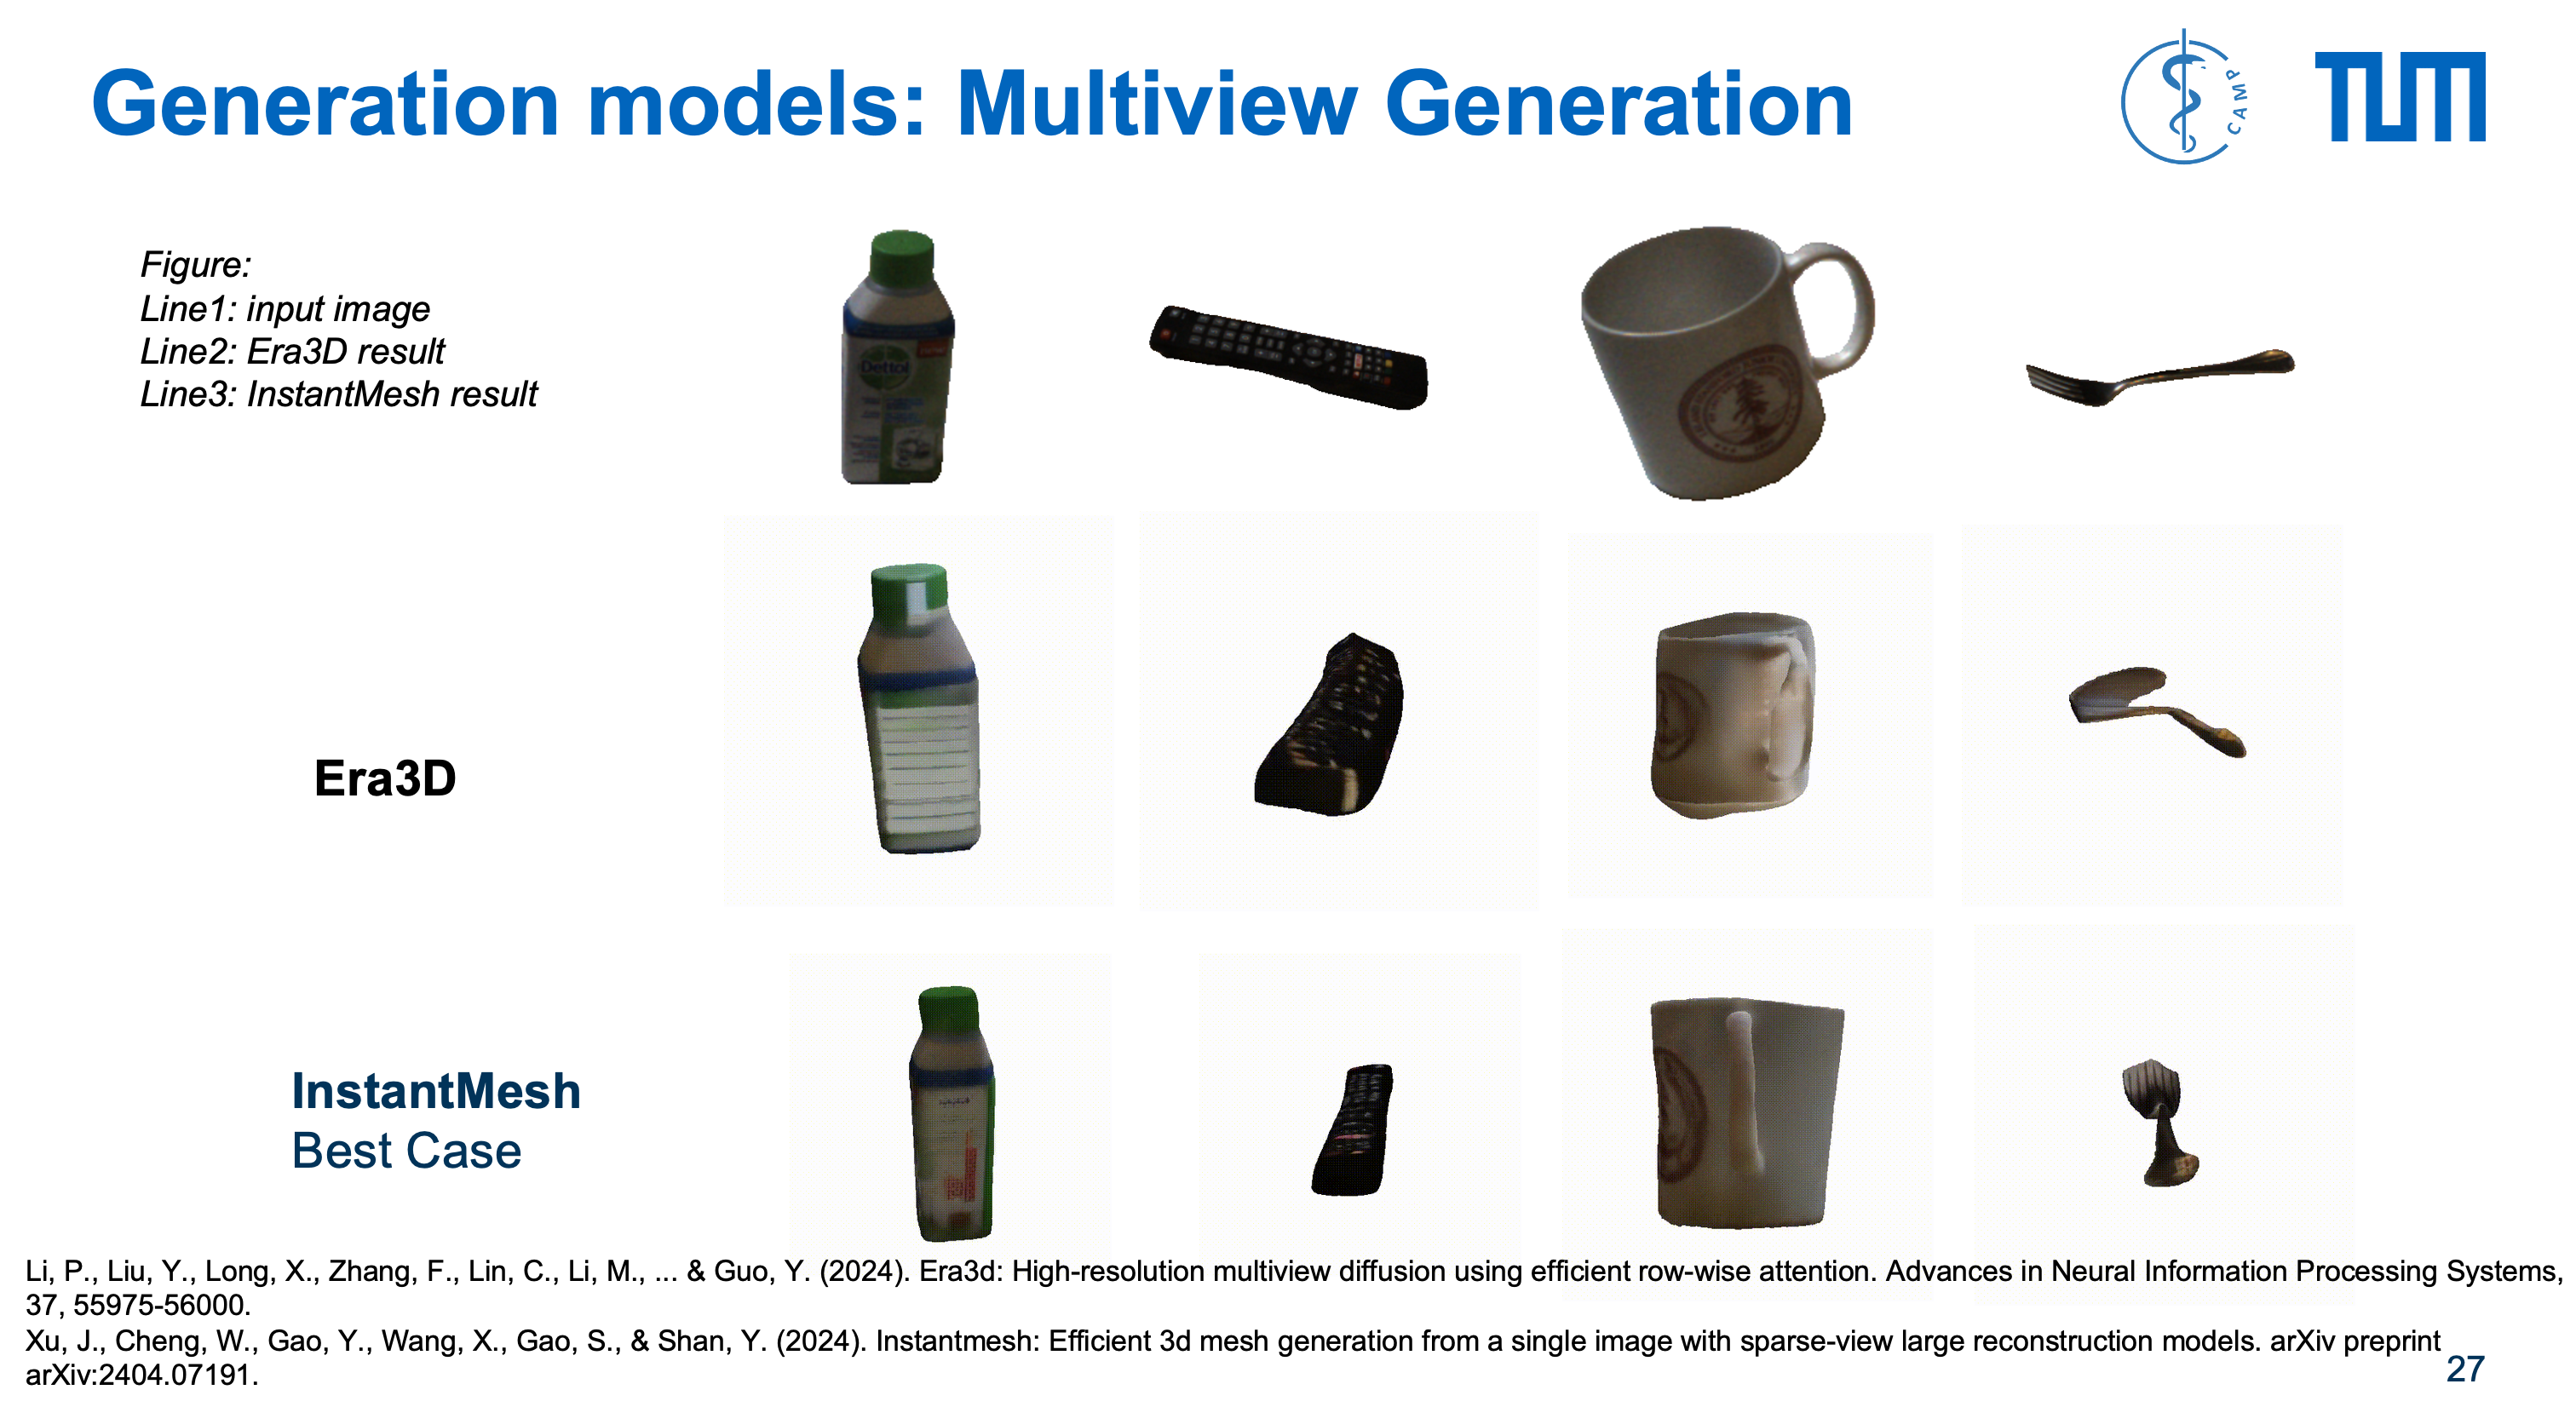 Generation models: Multiview Generation
CAMP
TUM
Figure:
Line1: input image
Line2: Era3D result
Line3: InstantMesh result
Dettol
Era3D
InstantMesh
Best Case
Li, P., Liu, Y., Long, X., Zhang, F., Lin, C., Li, M., ... & Guo, Y. (2024). Era3d: High-resolution multiview diffusion using efficient row-wise attention. Advances in Neural Information Processing Systems,
37, 55975-56000.
Xu, J., Cheng, W., Gao, Y., Wang, X., Gao, S., & Shan, Y. (2024). Instantmesh: Efficient 3d mesh generation from a single image with sparse-view large reconstruction models. arXiv preprint
arXiv:2404.07191.
27